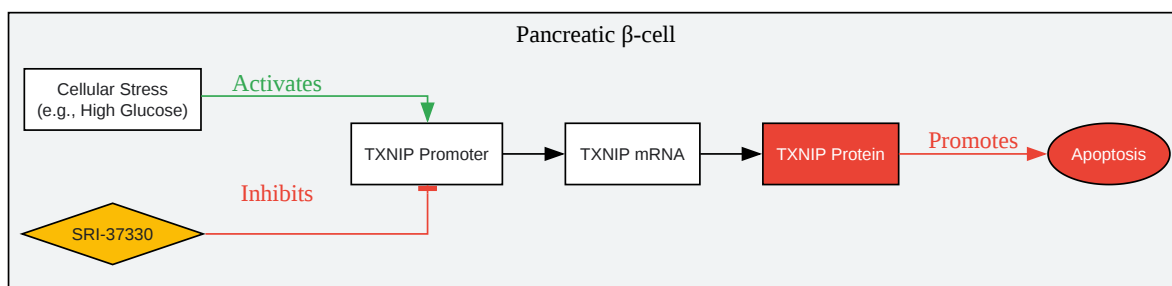 Pancreatic β-cell
Cellular Stress
(e.g., High Glucose)
Activates
TXNIP Promoter
TXNIP mRNA
TXNIP Protein
Promotes
Apoptosis
Inhibits
SRI-37330